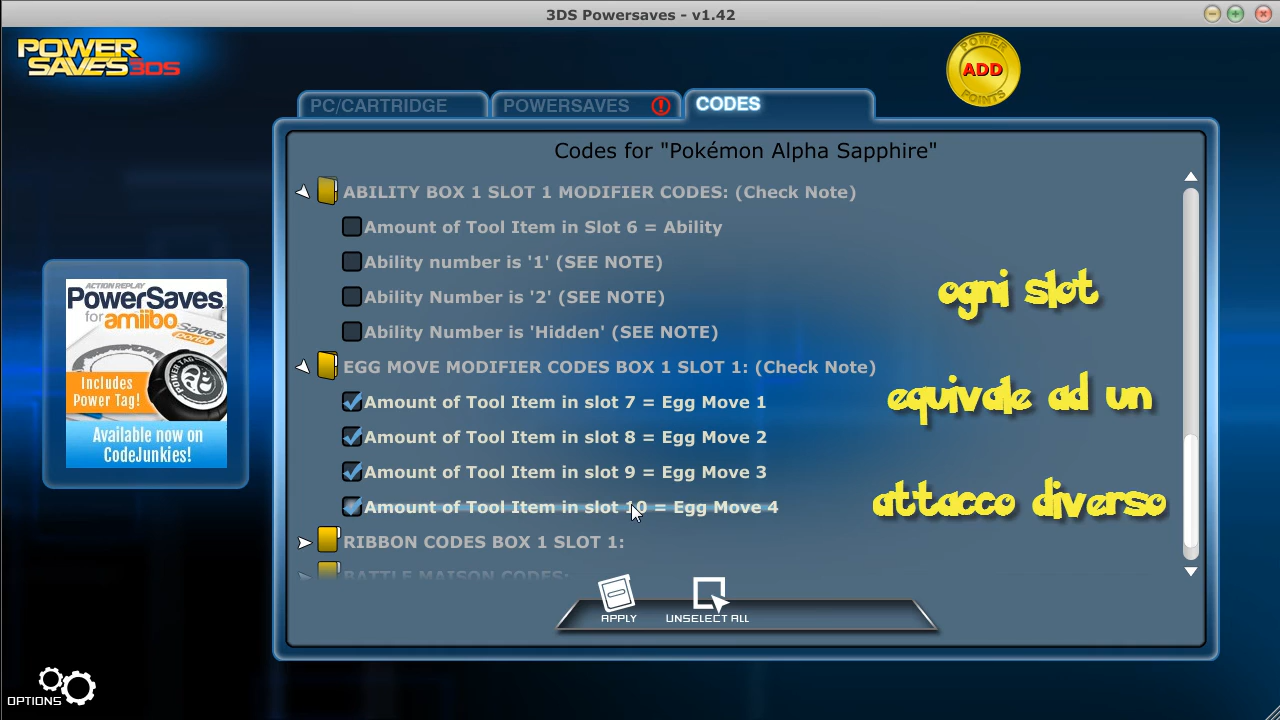 3DS Powersaves - v1.42
POWER
SAVES 3DS
POWER
ADD
POINTS
PC/CARTRIDGE
POWERSAVES
CODES
Codes for "Pokémon Alpha Sapphire"
ABILITY BOX 1 SLOT 1 MODIFIER CODES: (Check Note)
Amount of Tool Item in Slot 6 = Ability
Ability number is '1' (SEE NOTE)
Ability Number is '2' (SEE NOTE)
Ability Number is 'Hidden' (SEE NOTE)
EGG MOVE MODIFIER CODES BOX 1 SLOT 1: (Check Note)
Amount of Tool Item in slot 7 = Egg Move 1
Amount of Tool Item in slot 8 = Egg Move 2
Amount of Tool Item in slot 9 = Egg Move 3
Amount of Tool Item in slot 10 = Egg Move 4
RIBBON CODES BOX 1 SLOT 1:
BATTLE MAISON CODES:
ogni slot
equivale ad un
attacco diverso
ACTION REPLAY
PowerSaves
for amiibo
Saves
portal
POWER TAG
Includes
Power Tag!
Available now on
CodeJunkies!
APPLY
UNSELECT ALL
OPTIONS